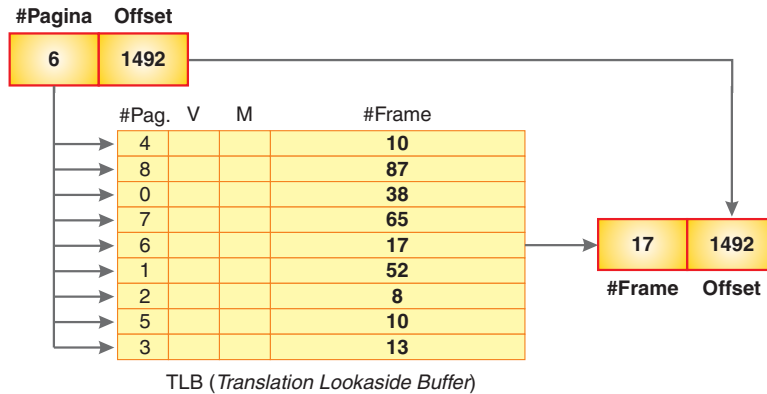 #Pagina Offset
6 1492
#Pag. V M #Frame
4 10
8 87
0 38
7 65
6 17
1 52
2 8
5 10
3 13
17 1492
#Frame Offset
TLB (Translation Lookaside Buffer)